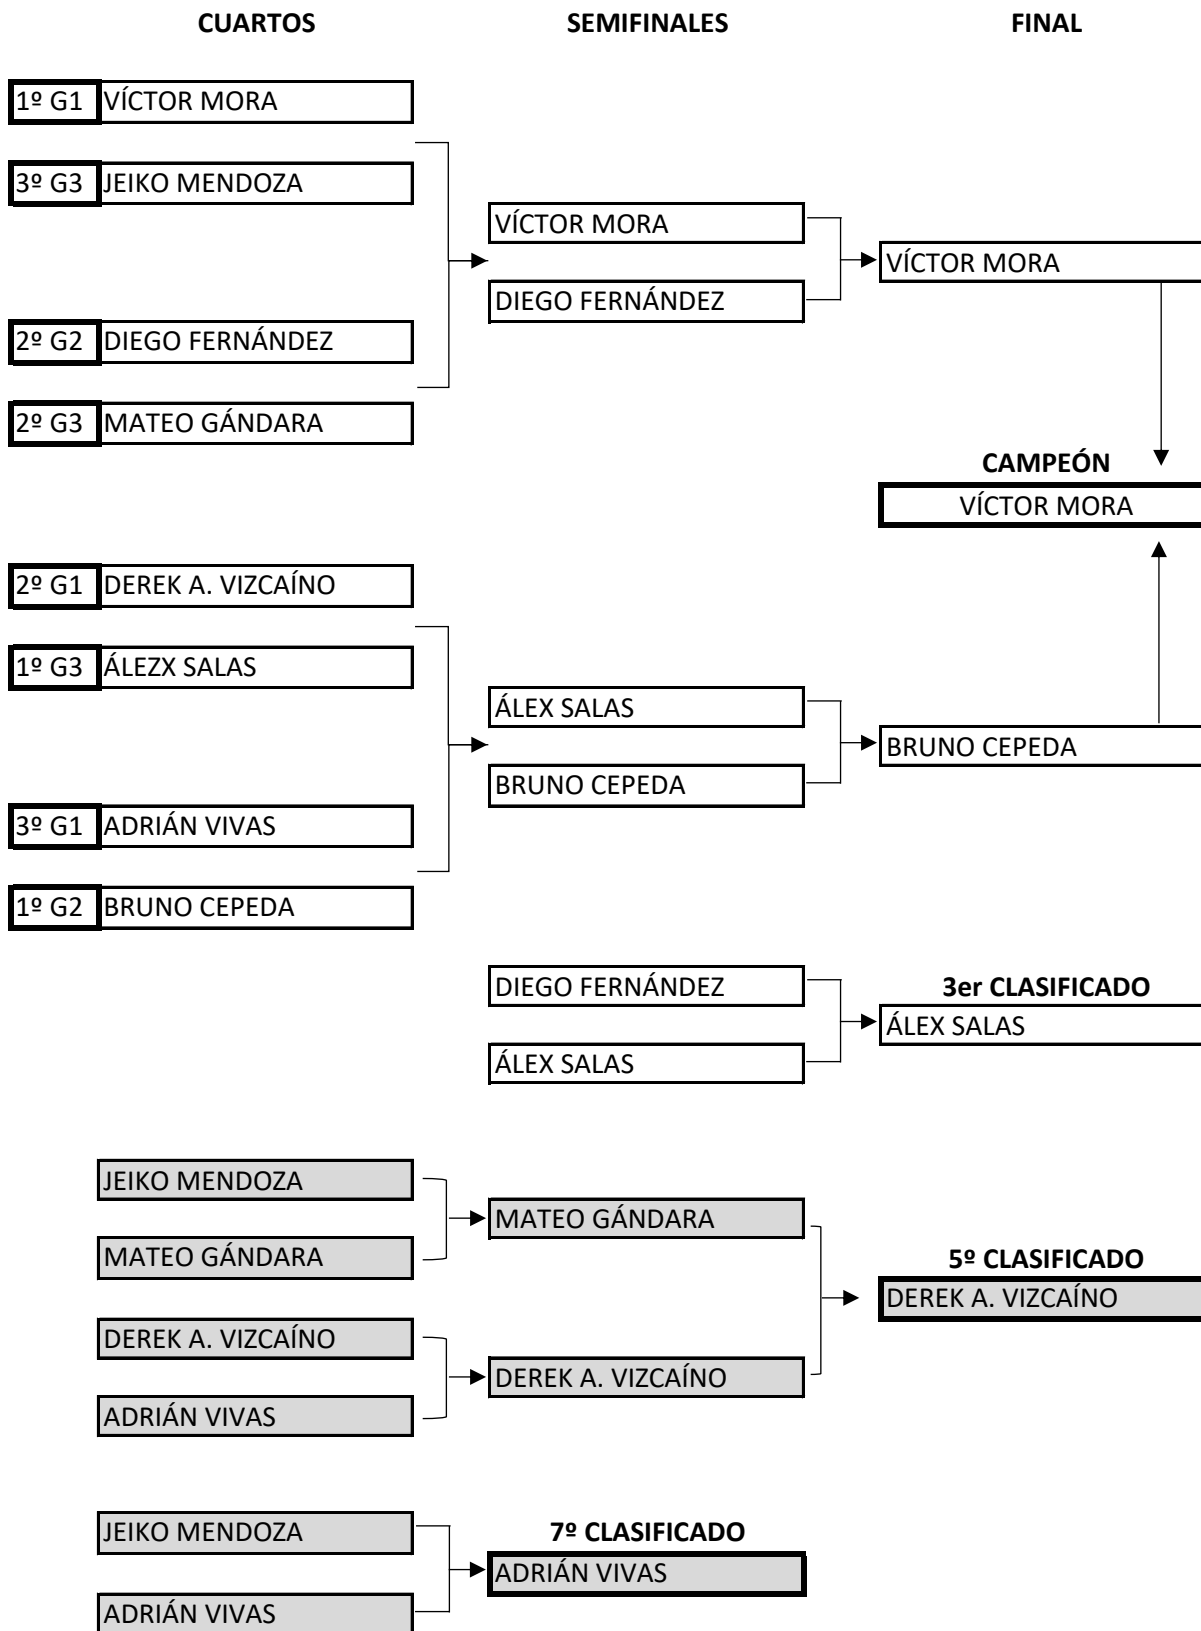 CUARTOS SEMIFINALES FINAL
1º G1 VÍCTOR MORA
3º G3 JEIKO MENDOZA
VÍCTOR MORA
VÍCTOR MORA
DIEGO FERNÁNDEZ
2º G2 DIEGO FERNÁNDEZ
2º G3 MATEO GÁNDARA
CAMPEÓN
VÍCTOR MORA
2º G1 DEREK A. VIZCAÍNO
1º G3 ÁLEZX SALAS
ÁLEX SALAS
BRUNO CEPEDA
BRUNO CEPEDA
3º G1 ADRIÁN VIVAS
1º G2 BRUNO CEPEDA
DIEGO FERNÁNDEZ 3er CLASIFICADO
ÁLEX SALAS
ÁLEX SALAS
JEIKO MENDOZA
MATEO GÁNDARA
MATEO GÁNDARA 5º CLASIFICADO
DEREK A. VIZCAÍNO
DEREK A. VIZCAÍNO
DEREK A. VIZCAÍNO
ADRIÁN VIVAS
JEIKO MENDOZA 7º CLASIFICADO
ADRIÁN VIVAS
ADRIÁN VIVAS